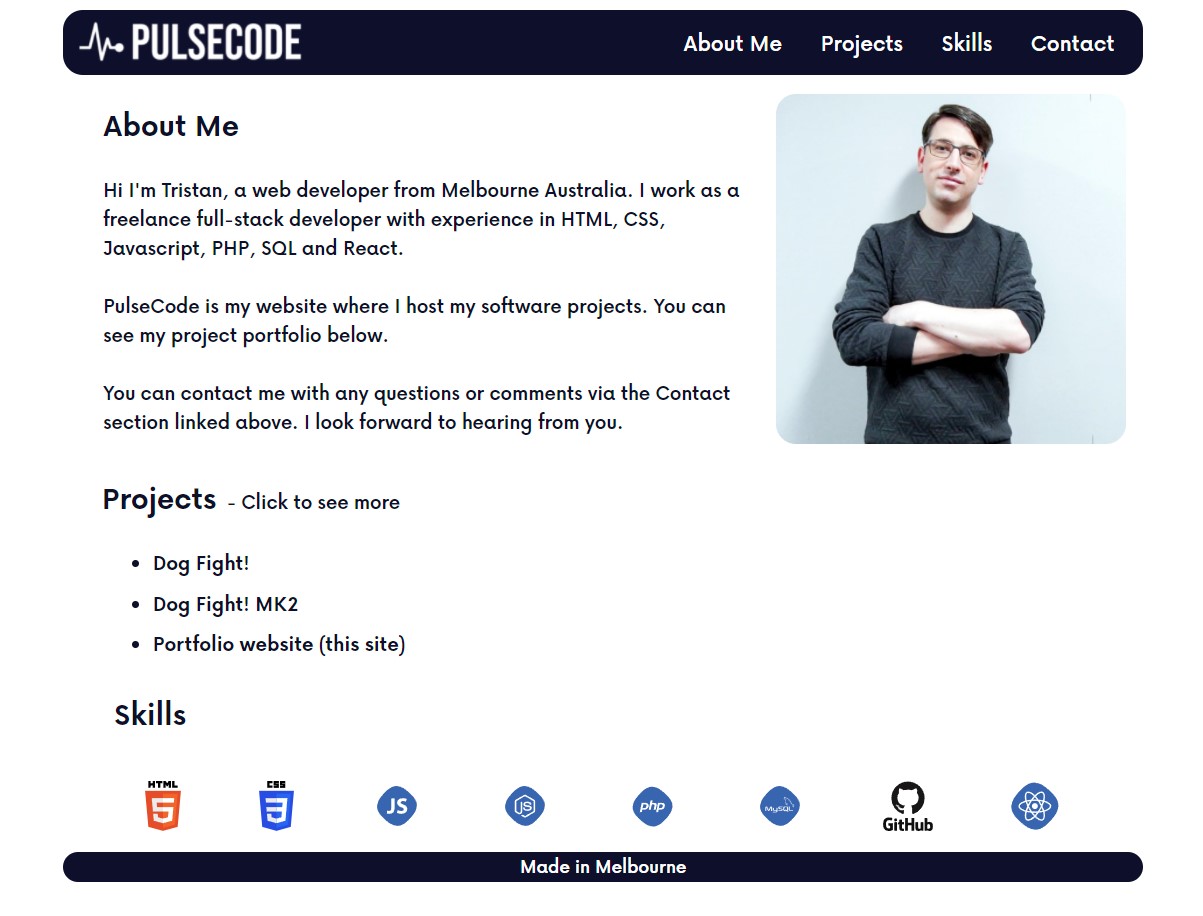 PULSECODE
About Me Projects Skills Contact
About Me
Hi I'm Tristan, a web developer from Melbourne Australia. I work as a
freelance full-stack developer with experience in HTML, CSS,
Javascript, PHP, SQL and React.
PulseCode is my website where I host my software projects. You can
see my project portfolio below.
You can contact me with any questions or comments via the Contact
section linked above. I look forward to hearing from you.
Projects - Click to see more
Dog Fight!
Dog Fight! MK2
Portfolio website (this site)
Skills
HTML
5
CSS
3
JS
JS
php
MySQL
GitHub
Made in Melbourne